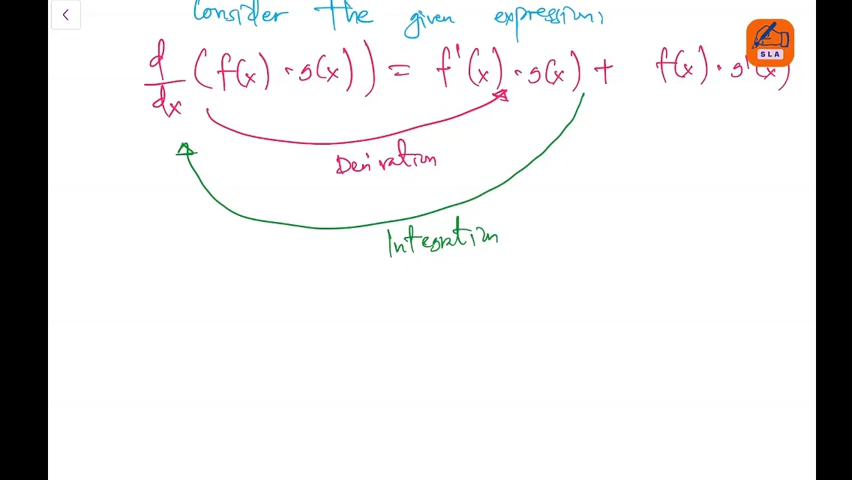 Consider the given expression:
d/dx (f(x) · g(x)) = f'(x) · g(x) + f(x) · g'(x)
SLA
Derivation
Integration